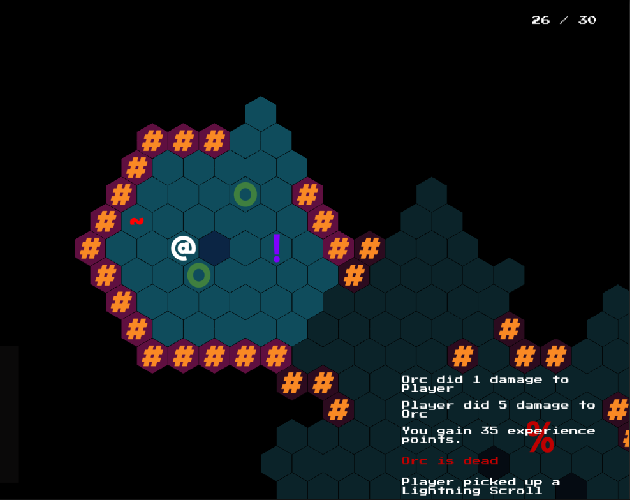 26 / 30
# # #
#
# O #
# ~ #
# @ ! # #
# O #
#
# # #
# # # # # # # #
# #
# #
Orc did 1 damage to
Player
Player did 5 damage to
Orc
You gain 35 experience
points.
%
#
Orc is dead
Player picked up a
Lightning Scroll